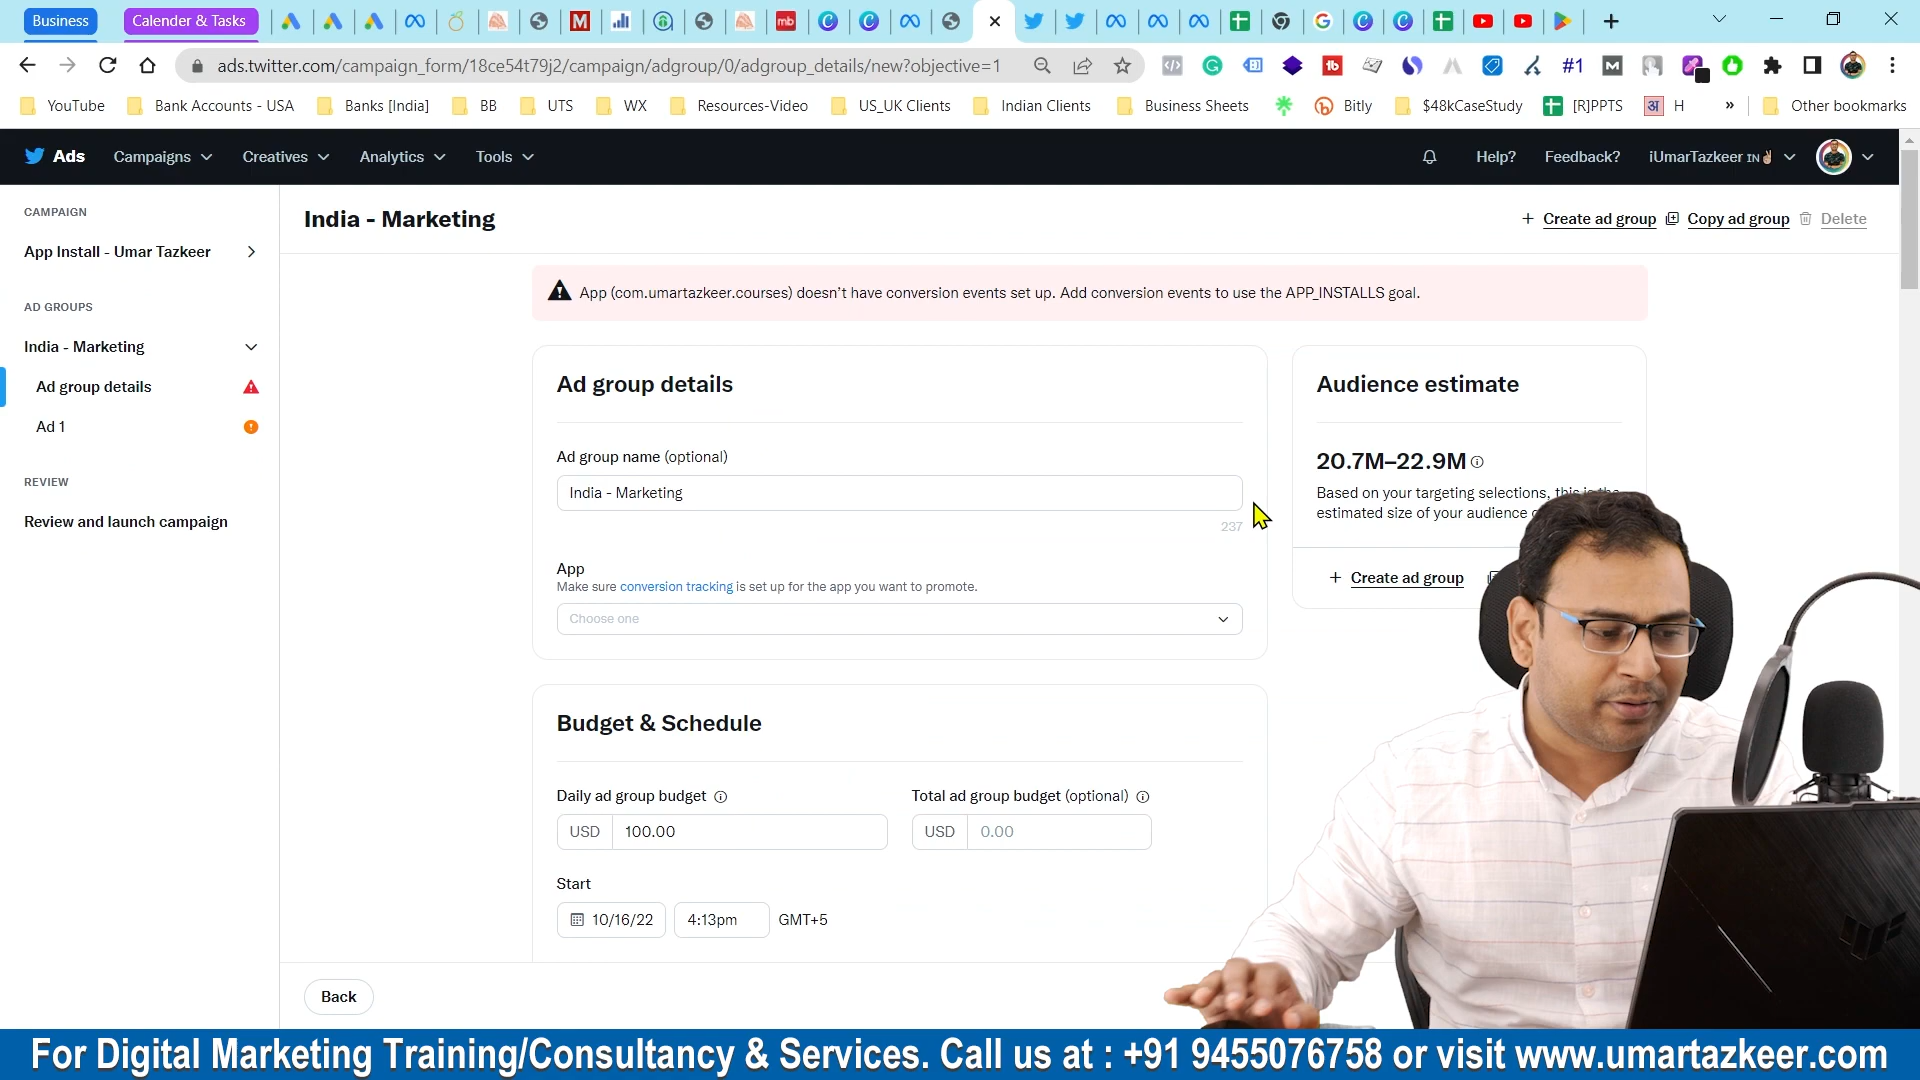 Business
Calender & Tasks
ads.twitter.com/campaign_form/18ce54t79j2/campaign/adgroup/0/adgroup_details/new?objective=1
#1
YouTube
Bank Accounts - USA
Banks [India]
BB
UTS
WX
Resources-Video
US_UK Clients
Indian Clients
Business Sheets
Bitly
$48kCaseStudy
[R]PPTS
अ
H
»
Other bookmarks
Ads
Campaigns
Creatives
Analytics
Tools
Help?
Feedback?
iUmarTazkeer IN✌
CAMPAIGN
App Install - Umar Tazkeer
AD GROUPS
India - Marketing
Ad group details
Ad 1
REVIEW
Review and launch campaign
India - Marketing
+ Create ad group
Copy ad group
Delete
App (com.umartazkeer.courses) doesn't have conversion events set up. Add conversion events to use the APP_INSTALLS goal.
Ad group details
Ad group name (optional)
India - Marketing
237
App
Make sure conversion tracking is set up for the app you want to promote.
Choose one
Budget & Schedule
Daily ad group budget
USD 100.00
Total ad group budget (optional)
USD 0.00
Start
10/16/22
4:13pm
GMT+5
Back
Audience estimate
20.7M–22.9M
Based on your targeting selections, this is the
estimated size of your audience
+ Create ad group
For Digital Marketing Training/Consultancy & Services. Call us at : +91 9455076758 or visit www.umartazkeer.com